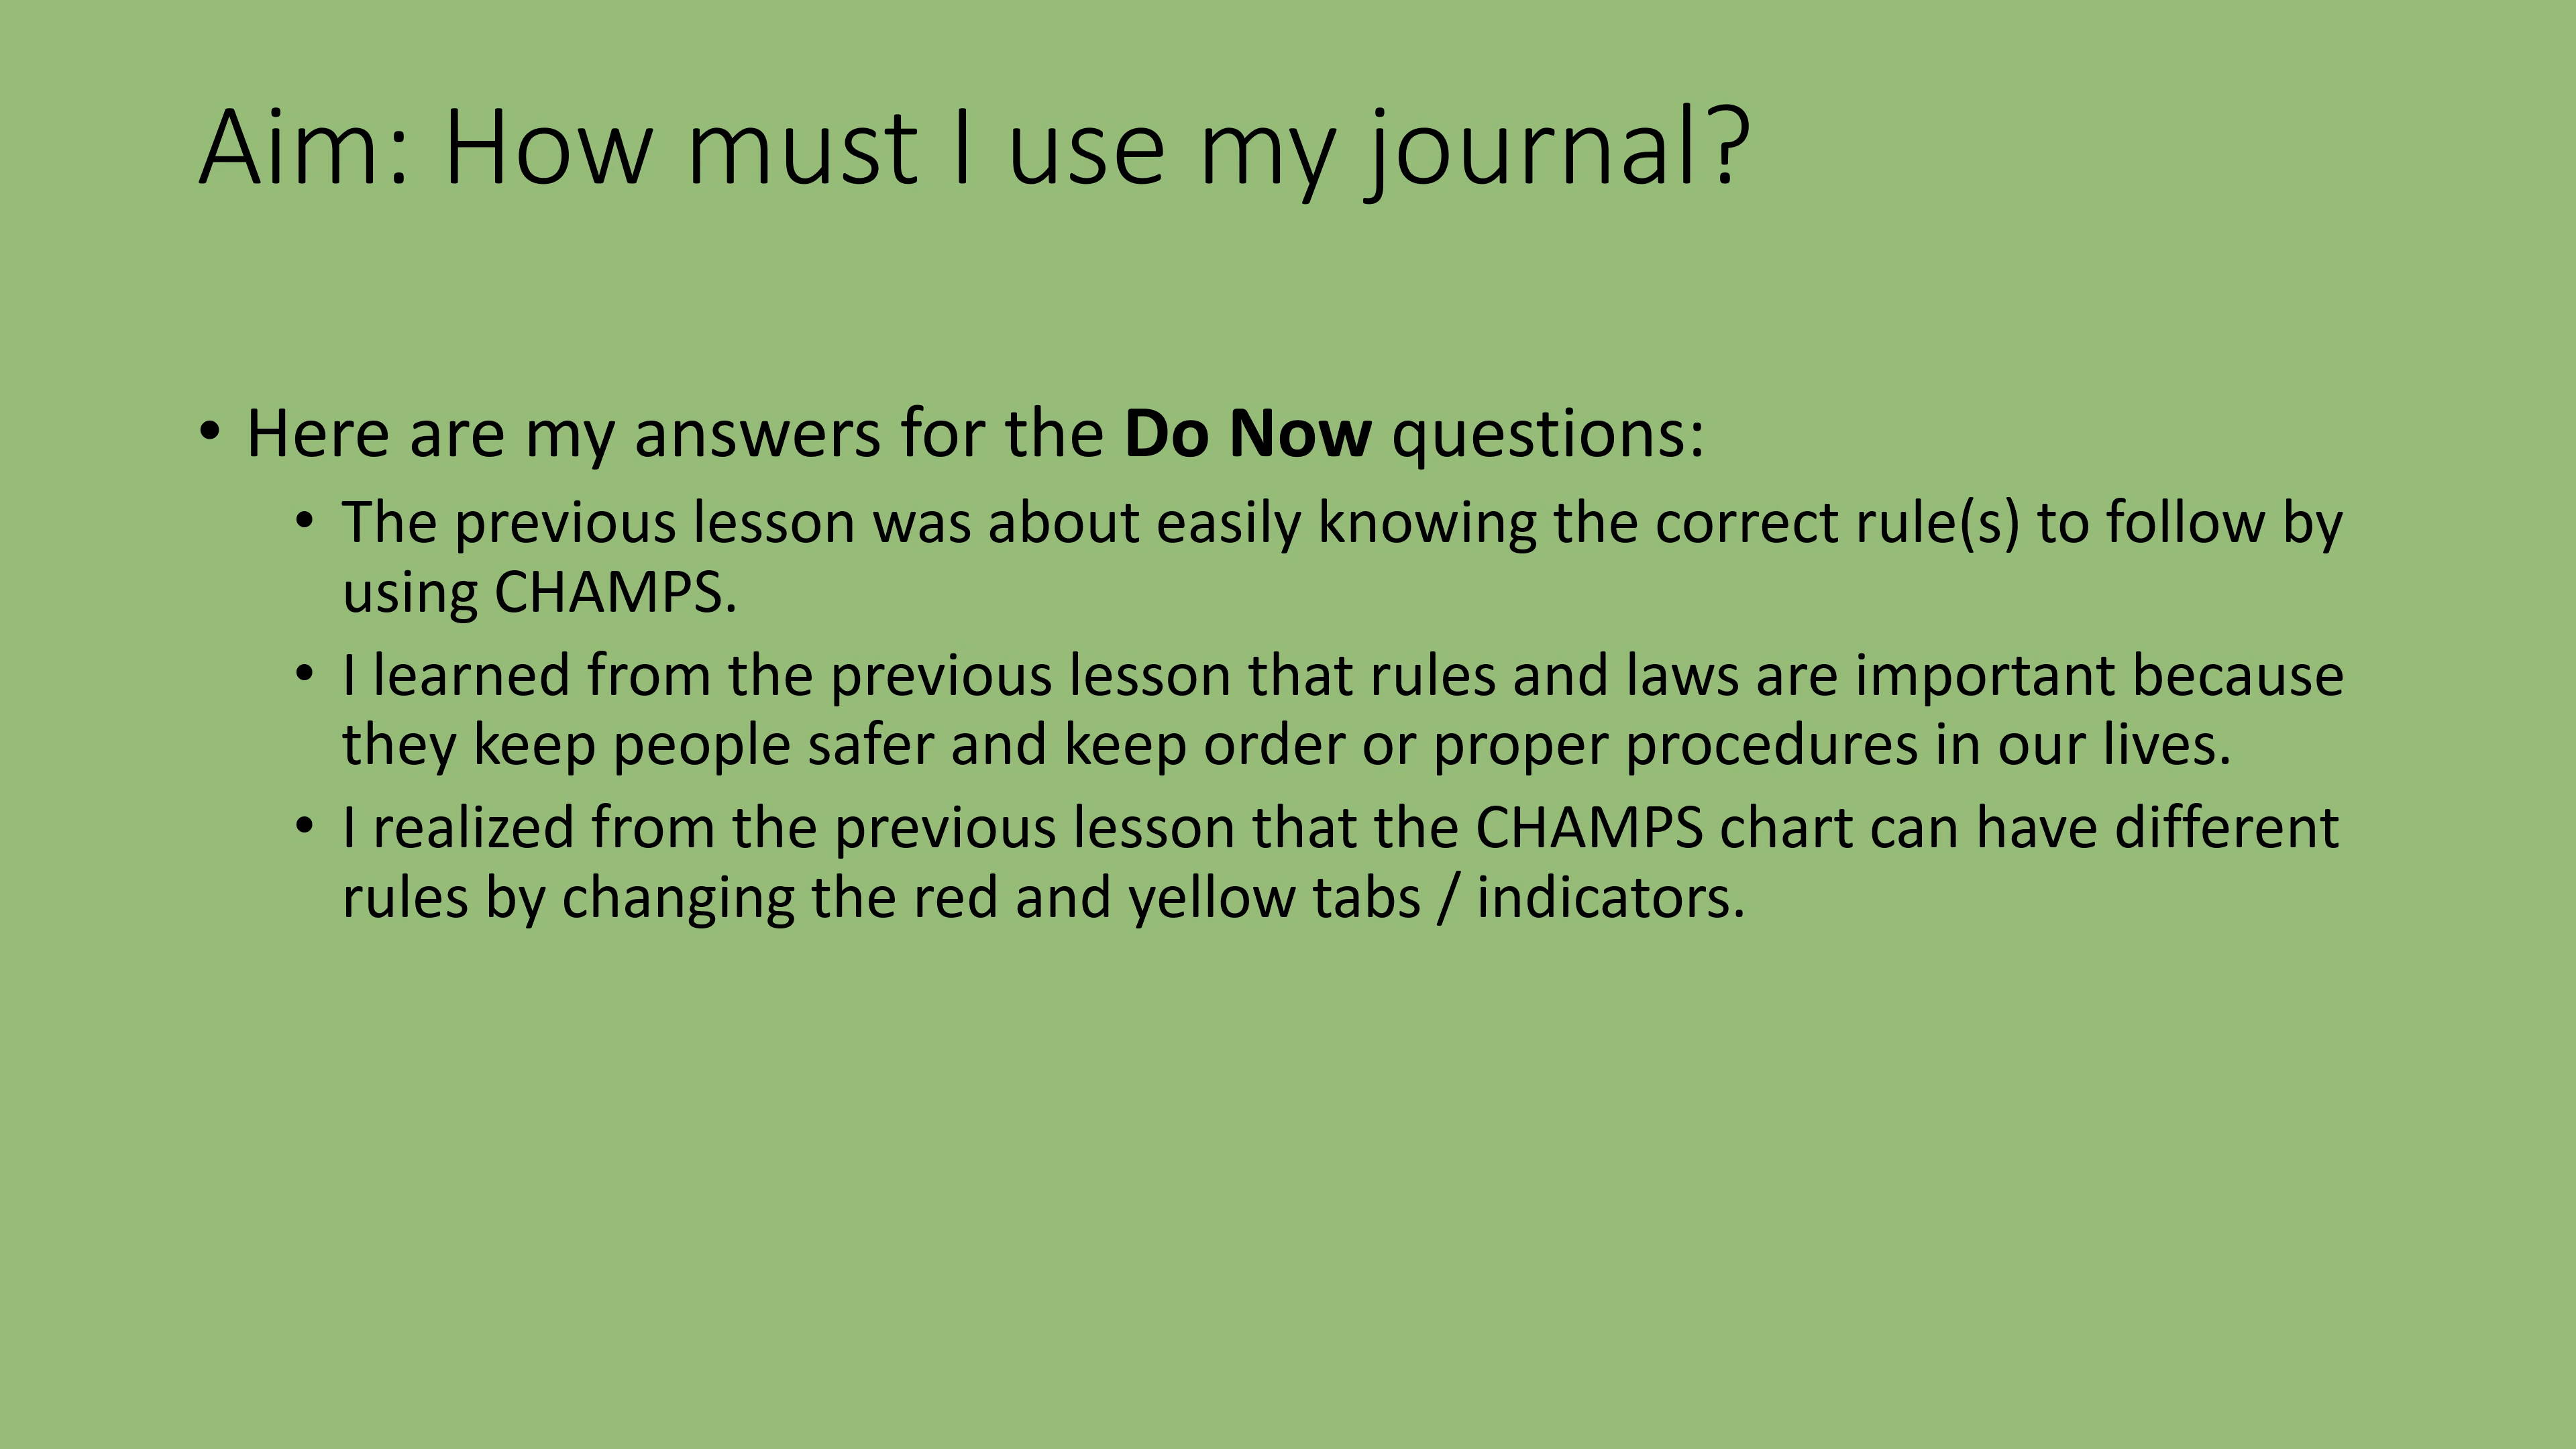 Aim: How must I use my journal?
• Here are my answers for the Do Now questions:
• The previous lesson was about easily knowing the correct rule(s) to follow by
using CHAMPS.
• I learned from the previous lesson that rules and laws are important because
they keep people safer and keep order or proper procedures in our lives.
• I realized from the previous lesson that the CHAMPS chart can have different
rules by changing the red and yellow tabs / indicators.